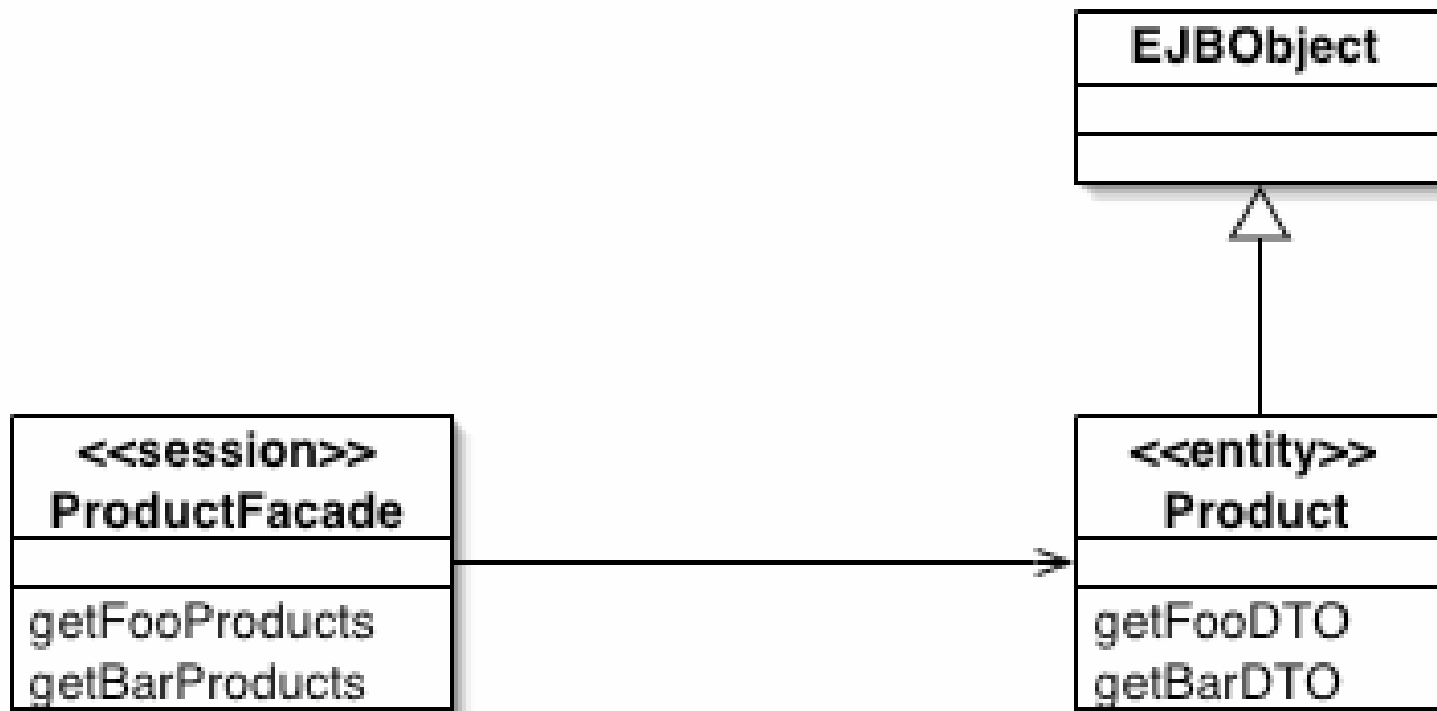 EJBObject
<<session>>
ProductFacade
getFooProducts
getBarProducts
<<entity>>
Product
getFooDTO
getBarDTO